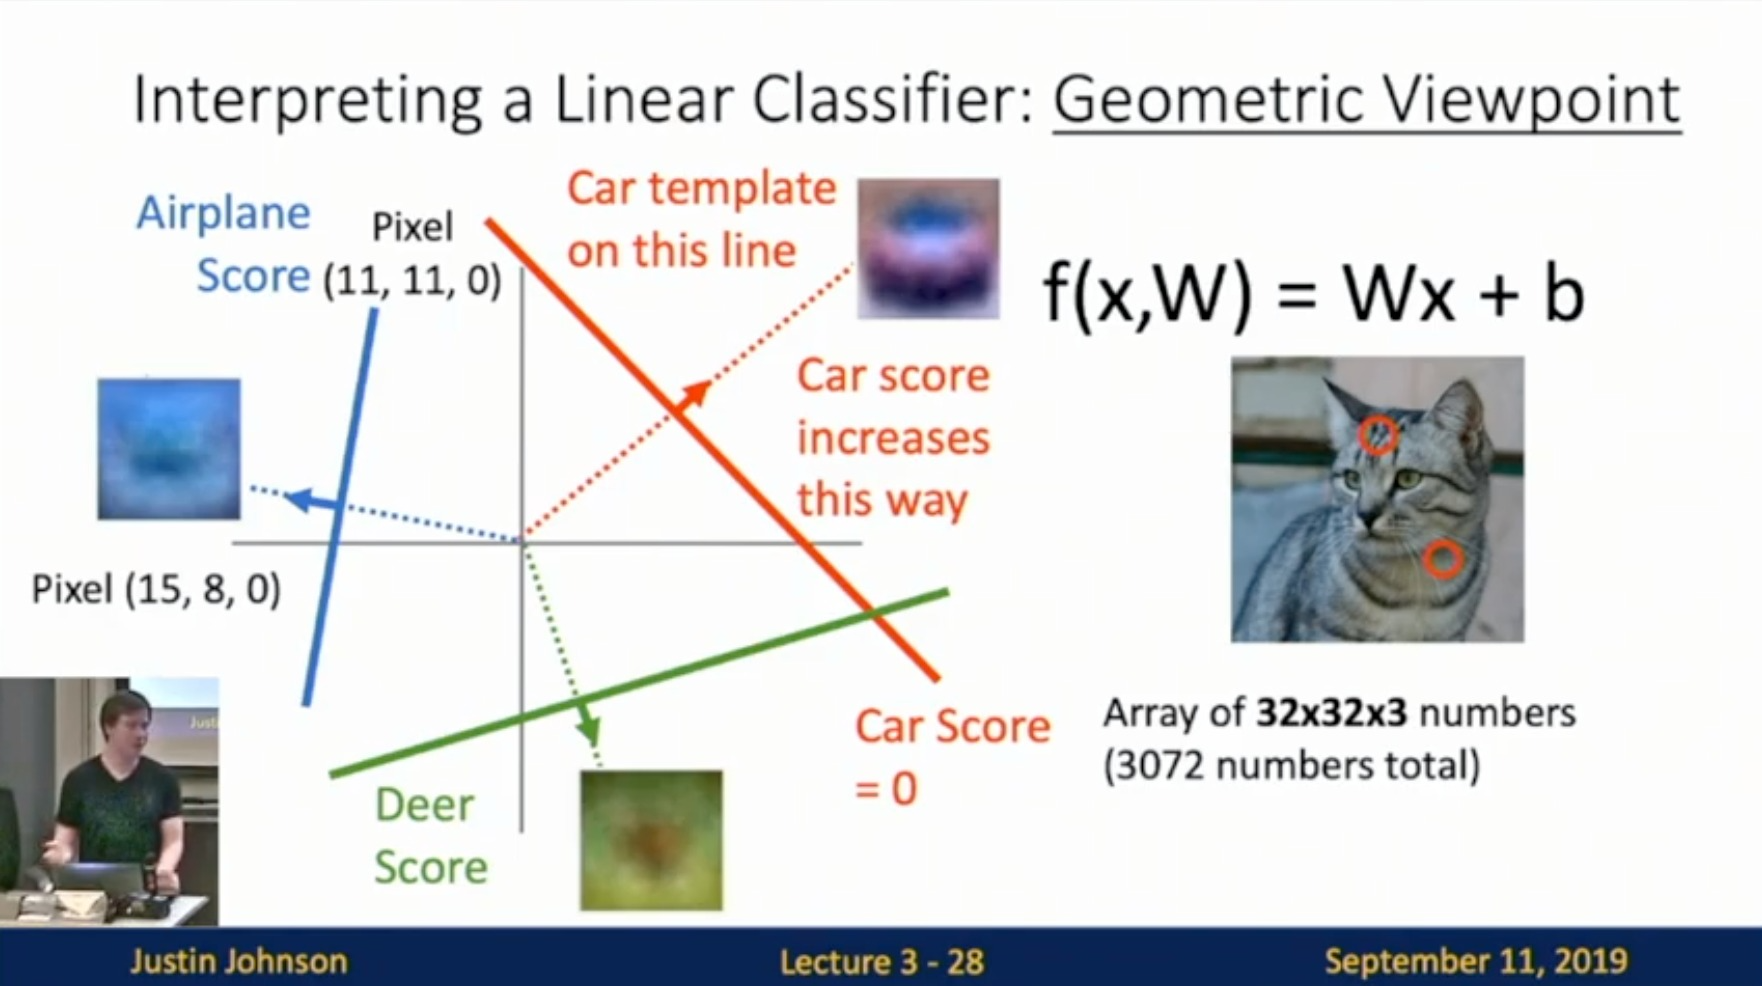 Interpreting a Linear Classifier: Geometric Viewpoint
Airplane
Score
Pixel
(11, 11, 0)
Car template
on this line
f(x,W) = Wx + b
Car score
increases
this way
Pixel (15, 8, 0)
Car Score
= 0
Array of 32x32x3 numbers
(3072 numbers total)
Deer
Score
Justin Johnson
Lecture 3 - 28
September 11, 2019